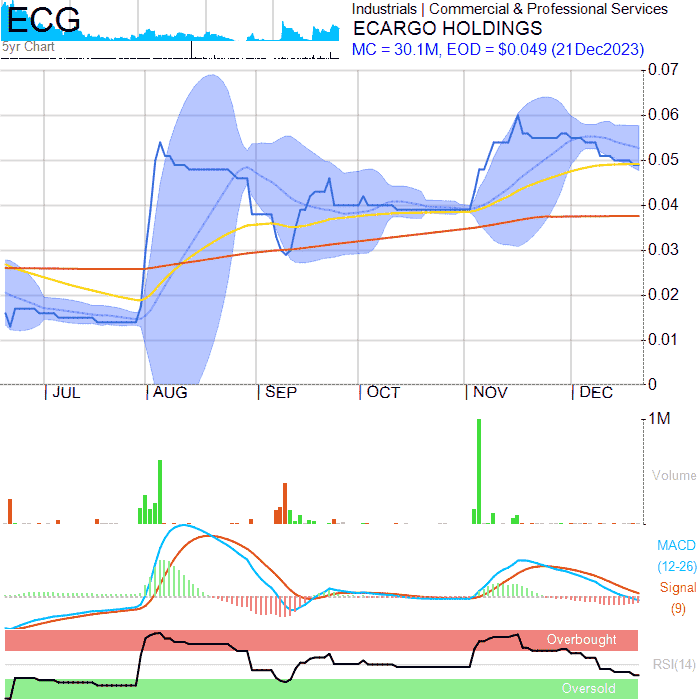 ECG
5yr Chart
Industrials | Commercial & Professional Services
ECARGO HOLDINGS
MC = 30.1M, EOD = $0.049 (21Dec2023)
0.07
0.06
0.05
0.04
0.03
0.02
0.01
0
JUL AUG SEP OCT NOV DEC
1M
Volume
MACD
(12-26)
Signal
(9)
Overbought
RSI(14)
Oversold